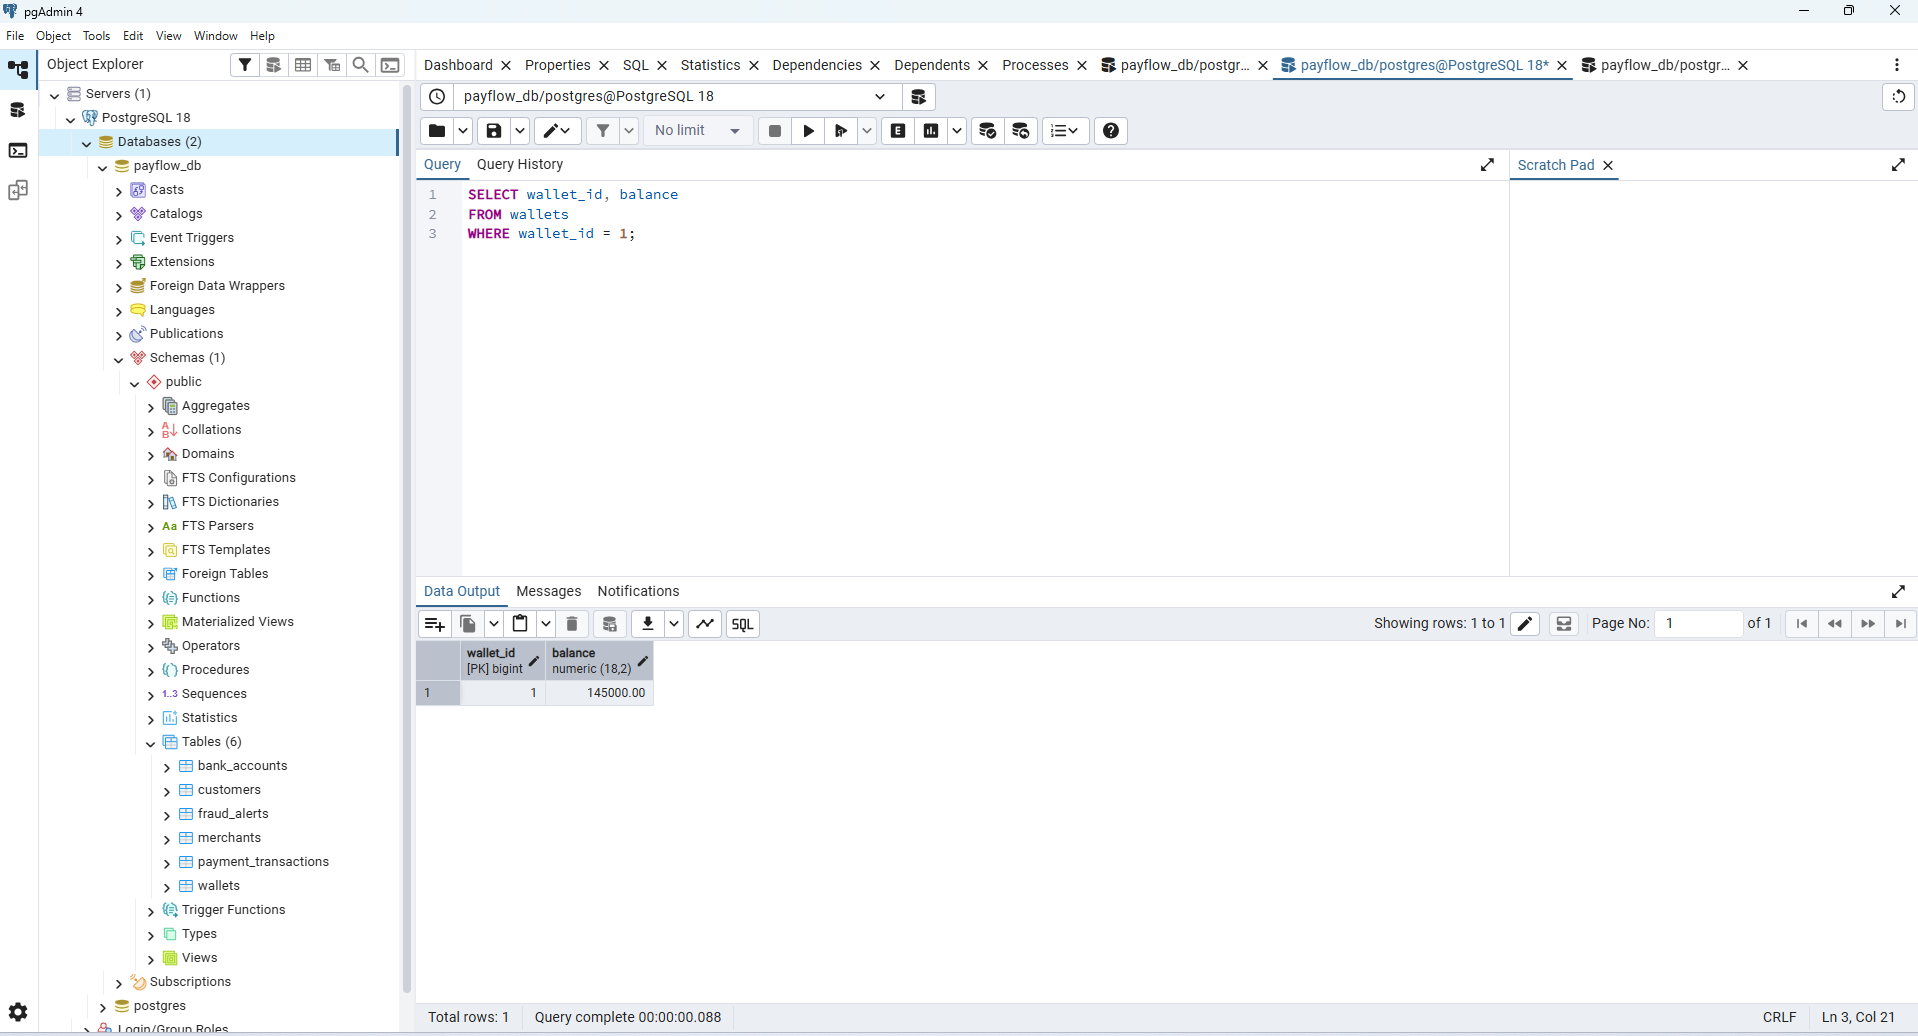 pgAdmin 4
File Object Tools Edit View Window Help
Object Explorer
Dashboard Properties SQL Statistics Dependencies Dependents Processes payflow_db/postgr... payflow_db/postgres@PostgreSQL 18* payflow_db/postgr...
Servers (1)
PostgreSQL 18
Databases (2)
payflow_db
Casts
Catalogs
Event Triggers
Extensions
Foreign Data Wrappers
Languages
Publications
Schemas (1)
public
Aggregates
Collations
Domains
FTS Configurations
FTS Dictionaries
Aa FTS Parsers
FTS Templates
Foreign Tables
Functions
Materialized Views
Operators
Procedures
1..3 Sequences
Statistics
Tables (6)
bank_accounts
customers
fraud_alerts
merchants
payment_transactions
wallets
Trigger Functions
Types
Views
Subscriptions
postgres
Login/Group Roles
payflow_db/postgres@PostgreSQL 18
No limit
E
Query Query History
Scratch Pad
1 SELECT wallet_id, balance
2 FROM wallets
3 WHERE wallet_id = 1;
Data Output Messages Notifications
SQL
Showing rows: 1 to 1
Page No: 1 of 1
wallet_id balance
[PK] bigint numeric (18,2)
1 1 145000.00
Total rows: 1 Query complete 00:00:00.088
CRLF Ln 3, Col 21